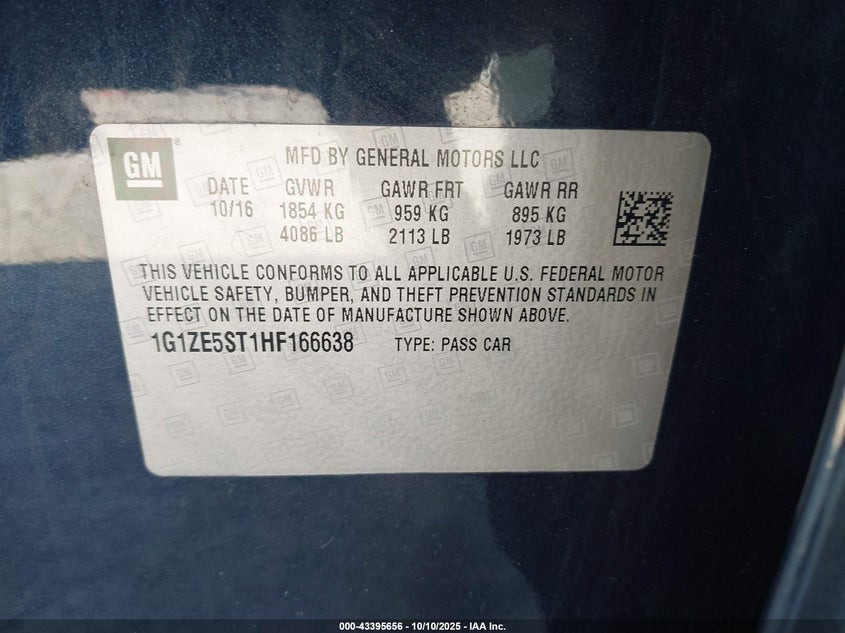 GM ®
MFD BY GENERAL MOTORS LLC
DATE GVWR GAWR FRT GAWR RR
10/16 1854 KG 959 KG 895 KG
4086 LB 2113 LB 1973 LB
THIS VEHICLE CONFORMS TO ALL APPLICABLE U.S. FEDERAL MOTOR
VEHICLE SAFETY, BUMPER, AND THEFT PREVENTION STANDARDS IN
EFFECT ON THE DATE OF MANUFACTURE SHOWN ABOVE.
1G1ZE5ST1HF166638 TYPE: PASS CAR
000-43395656 - 10/10/2025 - IAA Inc.